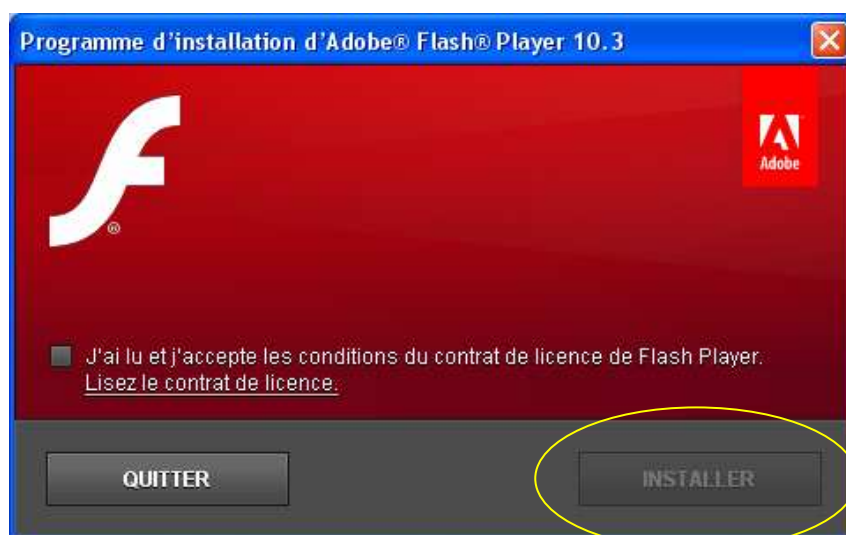 Programme d'installation d'Adobe® Flash® Player 10.3
Adobe
®
J'ai lu et j'accepte les conditions du contrat de licence de Flash Player.
Lisez le contrat de licence.
QUITTER
INSTALLER